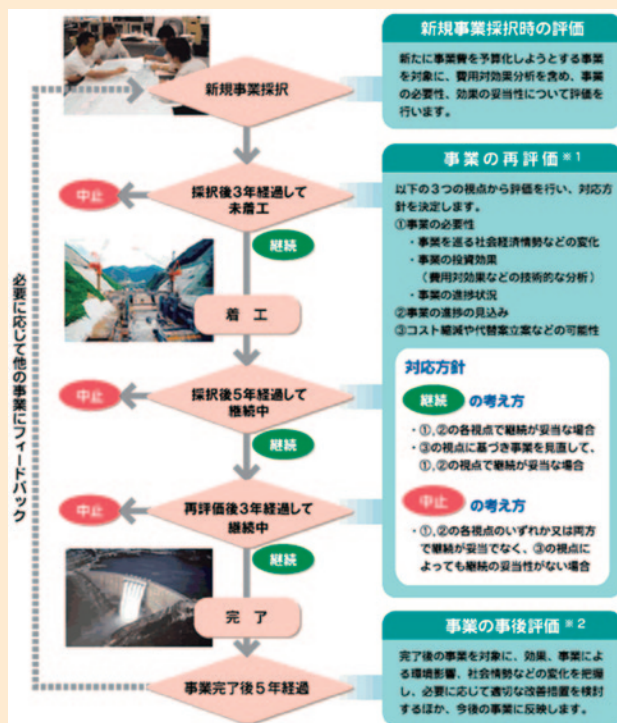 新規事業採択
採択後3年経過して
未着工
中止
継続
着工
採択後5年経過して
継続中
中止
継続
再評価後3年経過して
継続中
中止
継続
完了
事業完了後5年経過
必要に応じて他の事業にフィードバック
新規事業採択時の評価
新たに事業費を予算化しようとする事業
を対象に、費用対効果分析を含め、事業
の必要性、効果の妥当性について評価を
行います。
事業の再評価※1
以下の3つの視点から評価を行い、対応方
針を決定します。
①事業の必要性
・事業を巡る社会経済情勢などの変化
・事業の投資効果
(費用対効果などの技術的な分析)
・事業の進捗状況
②事業の進捗の見込み
③コスト縮減や代替案立案などの可能性
対応方針
継続 の考え方
・①,②の各視点で継続が妥当な場合
・③の視点に基づき事業を見直して、
①,②の視点で継続が妥当な場合
中止 の考え方
・①,②の各視点のいずれか又は両方
で継続が妥当でなく、③の視点に
よっても継続の妥当性がない場合
事業の事後評価※2
完了後の事業を対象に、効果、事業によ
る環境影響、社会情勢などの変化を把握
し、必要に応じて適切な改善措置を検討
するほか、今後の事業に反映します。